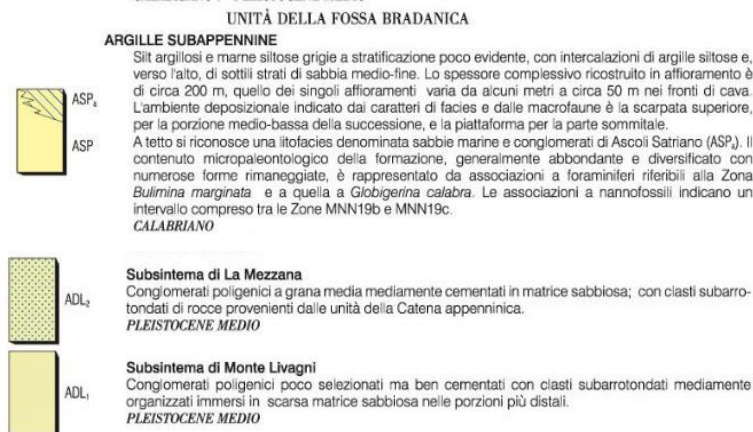 UNITÀ DELLA FOSSA BRADANICA
ARGILLE SUBAPPENNINE
Silt argillosi e marne siltose grigie a stratificazione poco evidente, con intercalazioni di argille siltose e,
verso l'alto, di sottili strati di sabbia medio-fine. Lo spessore complessivo ricostruito in affioramento è
di circa 200 m, quello dei singoli affioramenti varia da alcuni metri a circa 50 m nei fronti di cava.
L'ambiente deposizionale indicato dai caratteri di facies e dalle macrofaune è la scarpata superiore,
per la porzione medio-bassa della successione, e la piattaforma per la parte sommitale.
A tetto si riconosce una litofacies denominata sabbie marine e conglomerati di Ascoli Satriano (ASPₐ). Il
contenuto micropaleontologico della formazione, generalmente abbondante e diversificato con
numerose forme rimaneggiate, è rappresentato da associazioni a foraminiferi riferibili alla Zona
Bulimina marginata e a quella a Globigerina calabra. Le associazioni a nannofossili indicano un
intervallo compreso tra le Zone MNN19b e MNN19c.
CALABRIANO
ASPₐ
ASP
Subsintema di La Mezzana
Conglomerati poligenici a grana media mediamente cementati in matrice sabbiosa; con clasti subarro-
tondati di rocce provenienti dalle unità della Catena appenninica.
PLEISTOCENE MEDIO
ADL₂
Subsintema di Monte Livagni
Conglomerati poligenici poco selezionati ma ben cementati con clasti subarrotondati mediamente
organizzati immersi in scarsa matrice sabbiosa nelle porzioni più distali.
PLEISTOCENE MEDIO
ADL₁